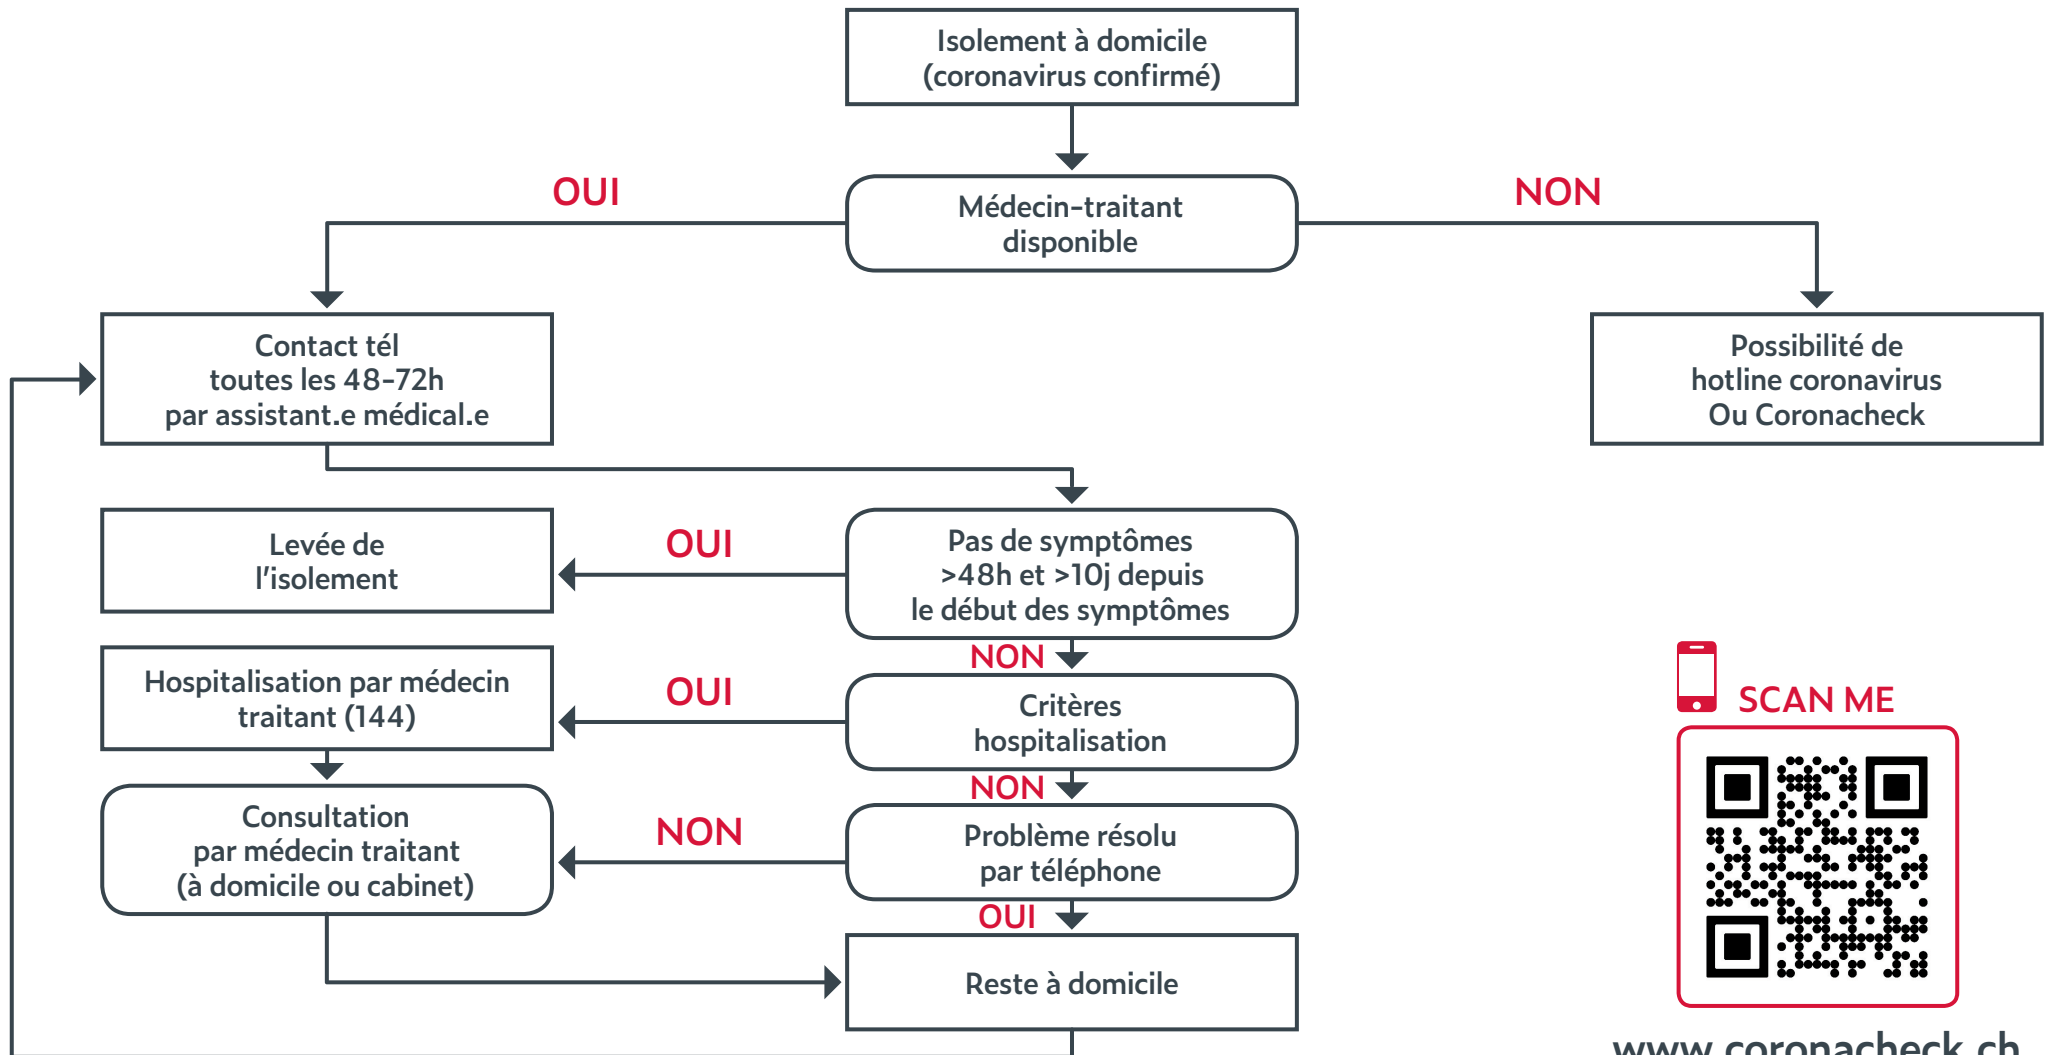 Isolement à domicile
(coronavirus confirmé)
OUI
NON
Médecin-traitant
disponible
Contact tél
toutes les 48-72h
par assistant.e médical.e
Possibilité de
hotline coronavirus
Ou Coronacheck
Levée de
l'isolement
OUI
Pas de symptômes
>48h et >10j depuis
le début des symptômes
NON
Hospitalisation par médecin
traitant (144)
OUI
Critères
hospitalisation
SCAN ME
NON
Consultation
par médecin traitant
(à domicile ou cabinet)
NON
Problème résolu
par téléphone
OUI
Reste à domicile
www.coronacheck.ch